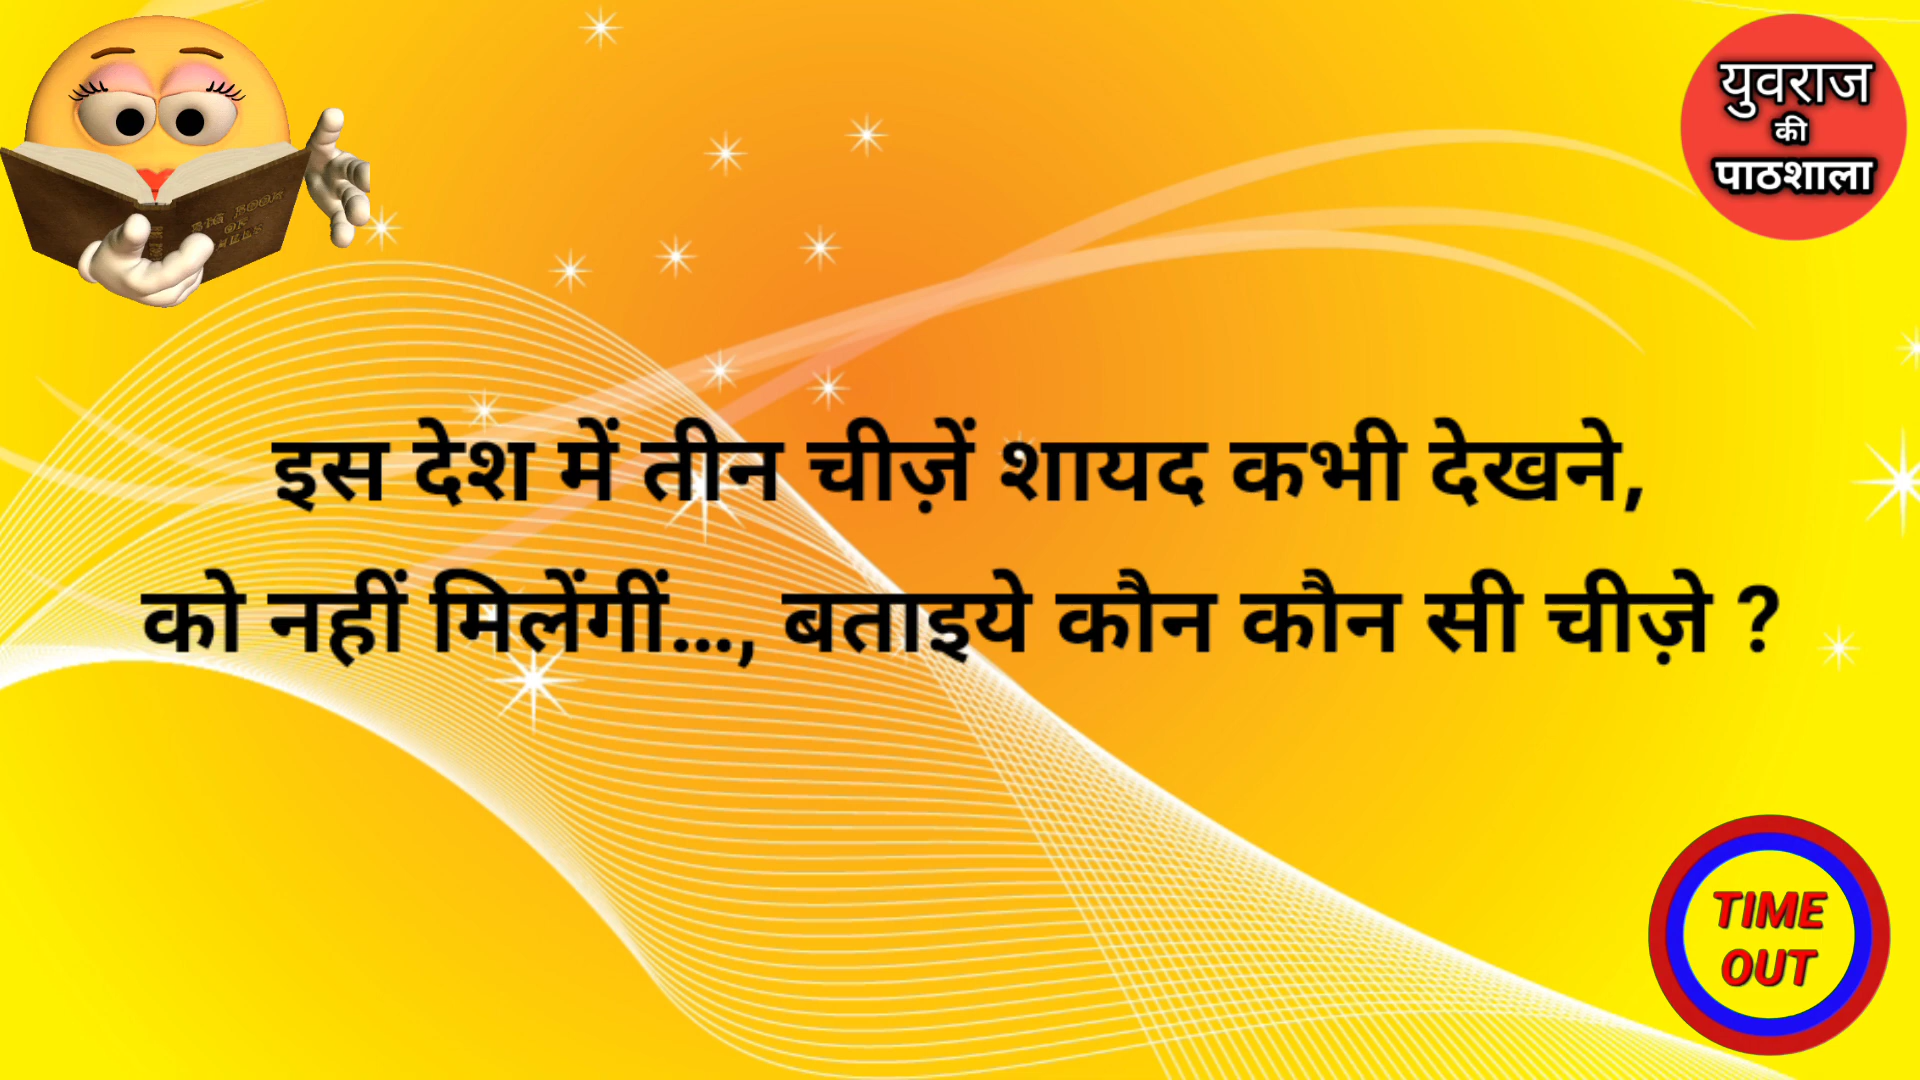 युवराज
की
पाठशाला
इस देश में तीन चीज़ें शायद कभी देखने,
को नहीं मिलेंगीं..., बताइये कौन कौन सी चीज़े ?
TIME
OUT